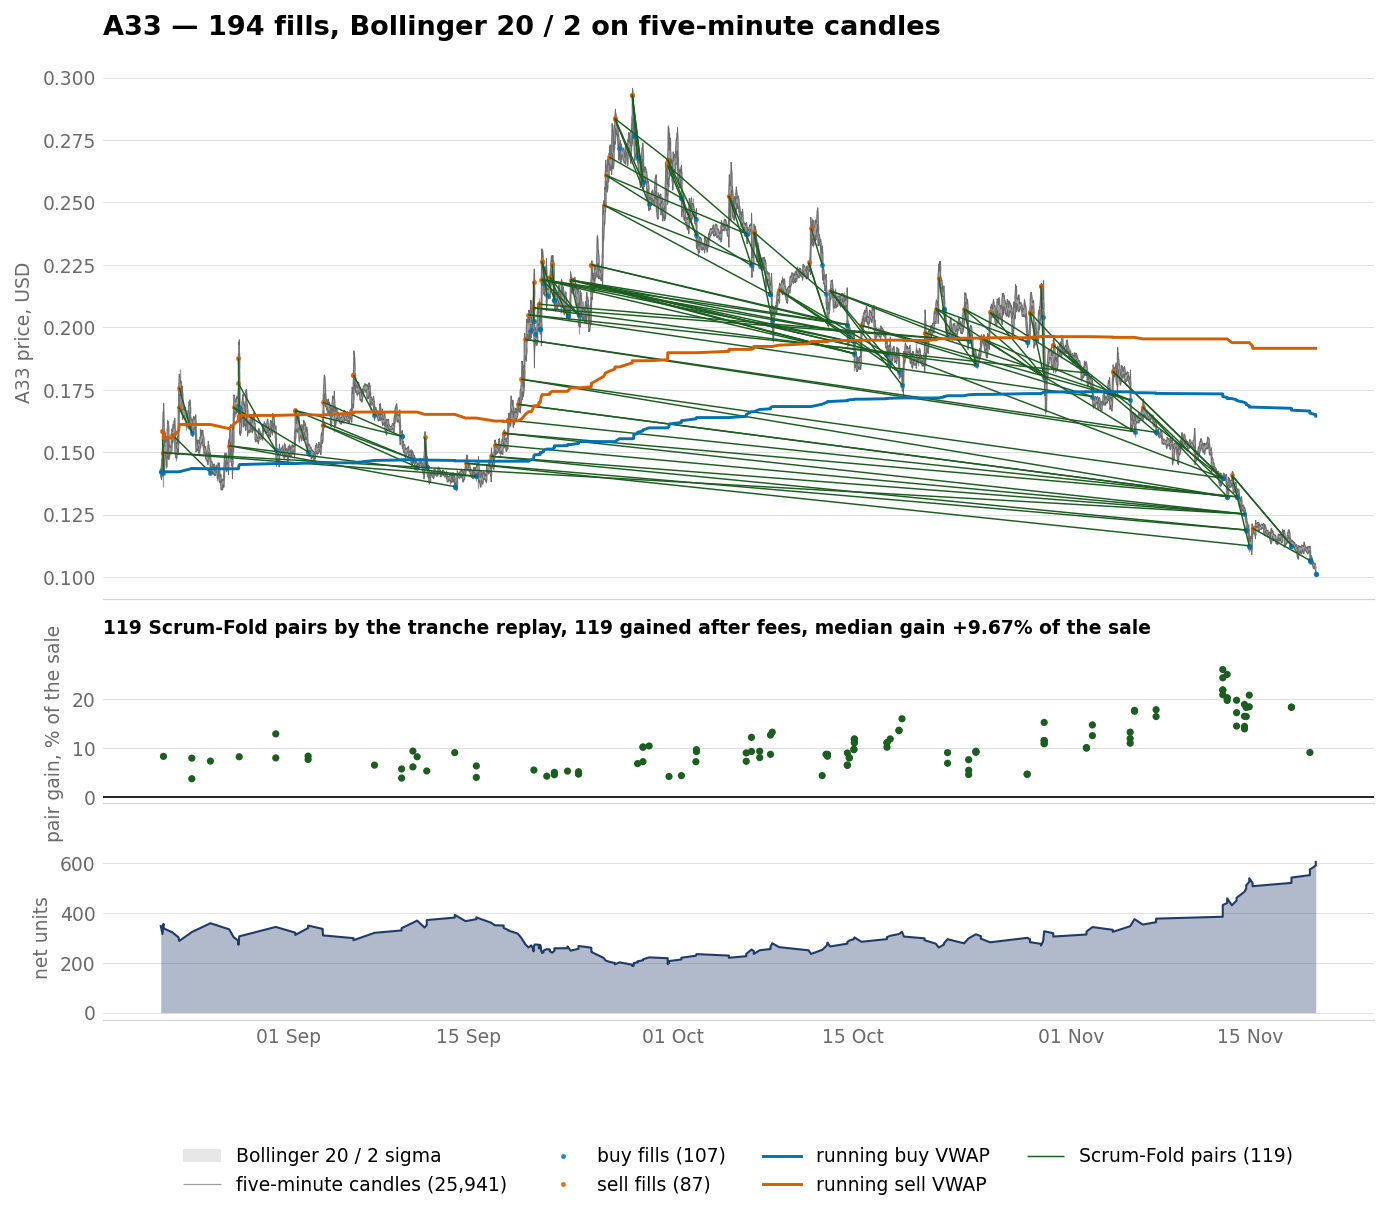 A33 — 194 fills, Bollinger 20 / 2 on five-minute candles
A33 price, USD
0.300
0.275
0.250
0.225
0.200
0.175
0.150
0.125
0.100
119 Scrum-Fold pairs by the tranche replay, 119 gained after fees, median gain +9.67% of the sale
pair gain, % of the sale
20
10
0
net units
600
400
200
0
01 Sep
15 Sep
01 Oct
15 Oct
01 Nov
15 Nov
Bollinger 20 / 2 sigma
five-minute candles (25,941)
buy fills (107)
sell fills (87)
running buy VWAP
running sell VWAP
Scrum-Fold pairs (119)